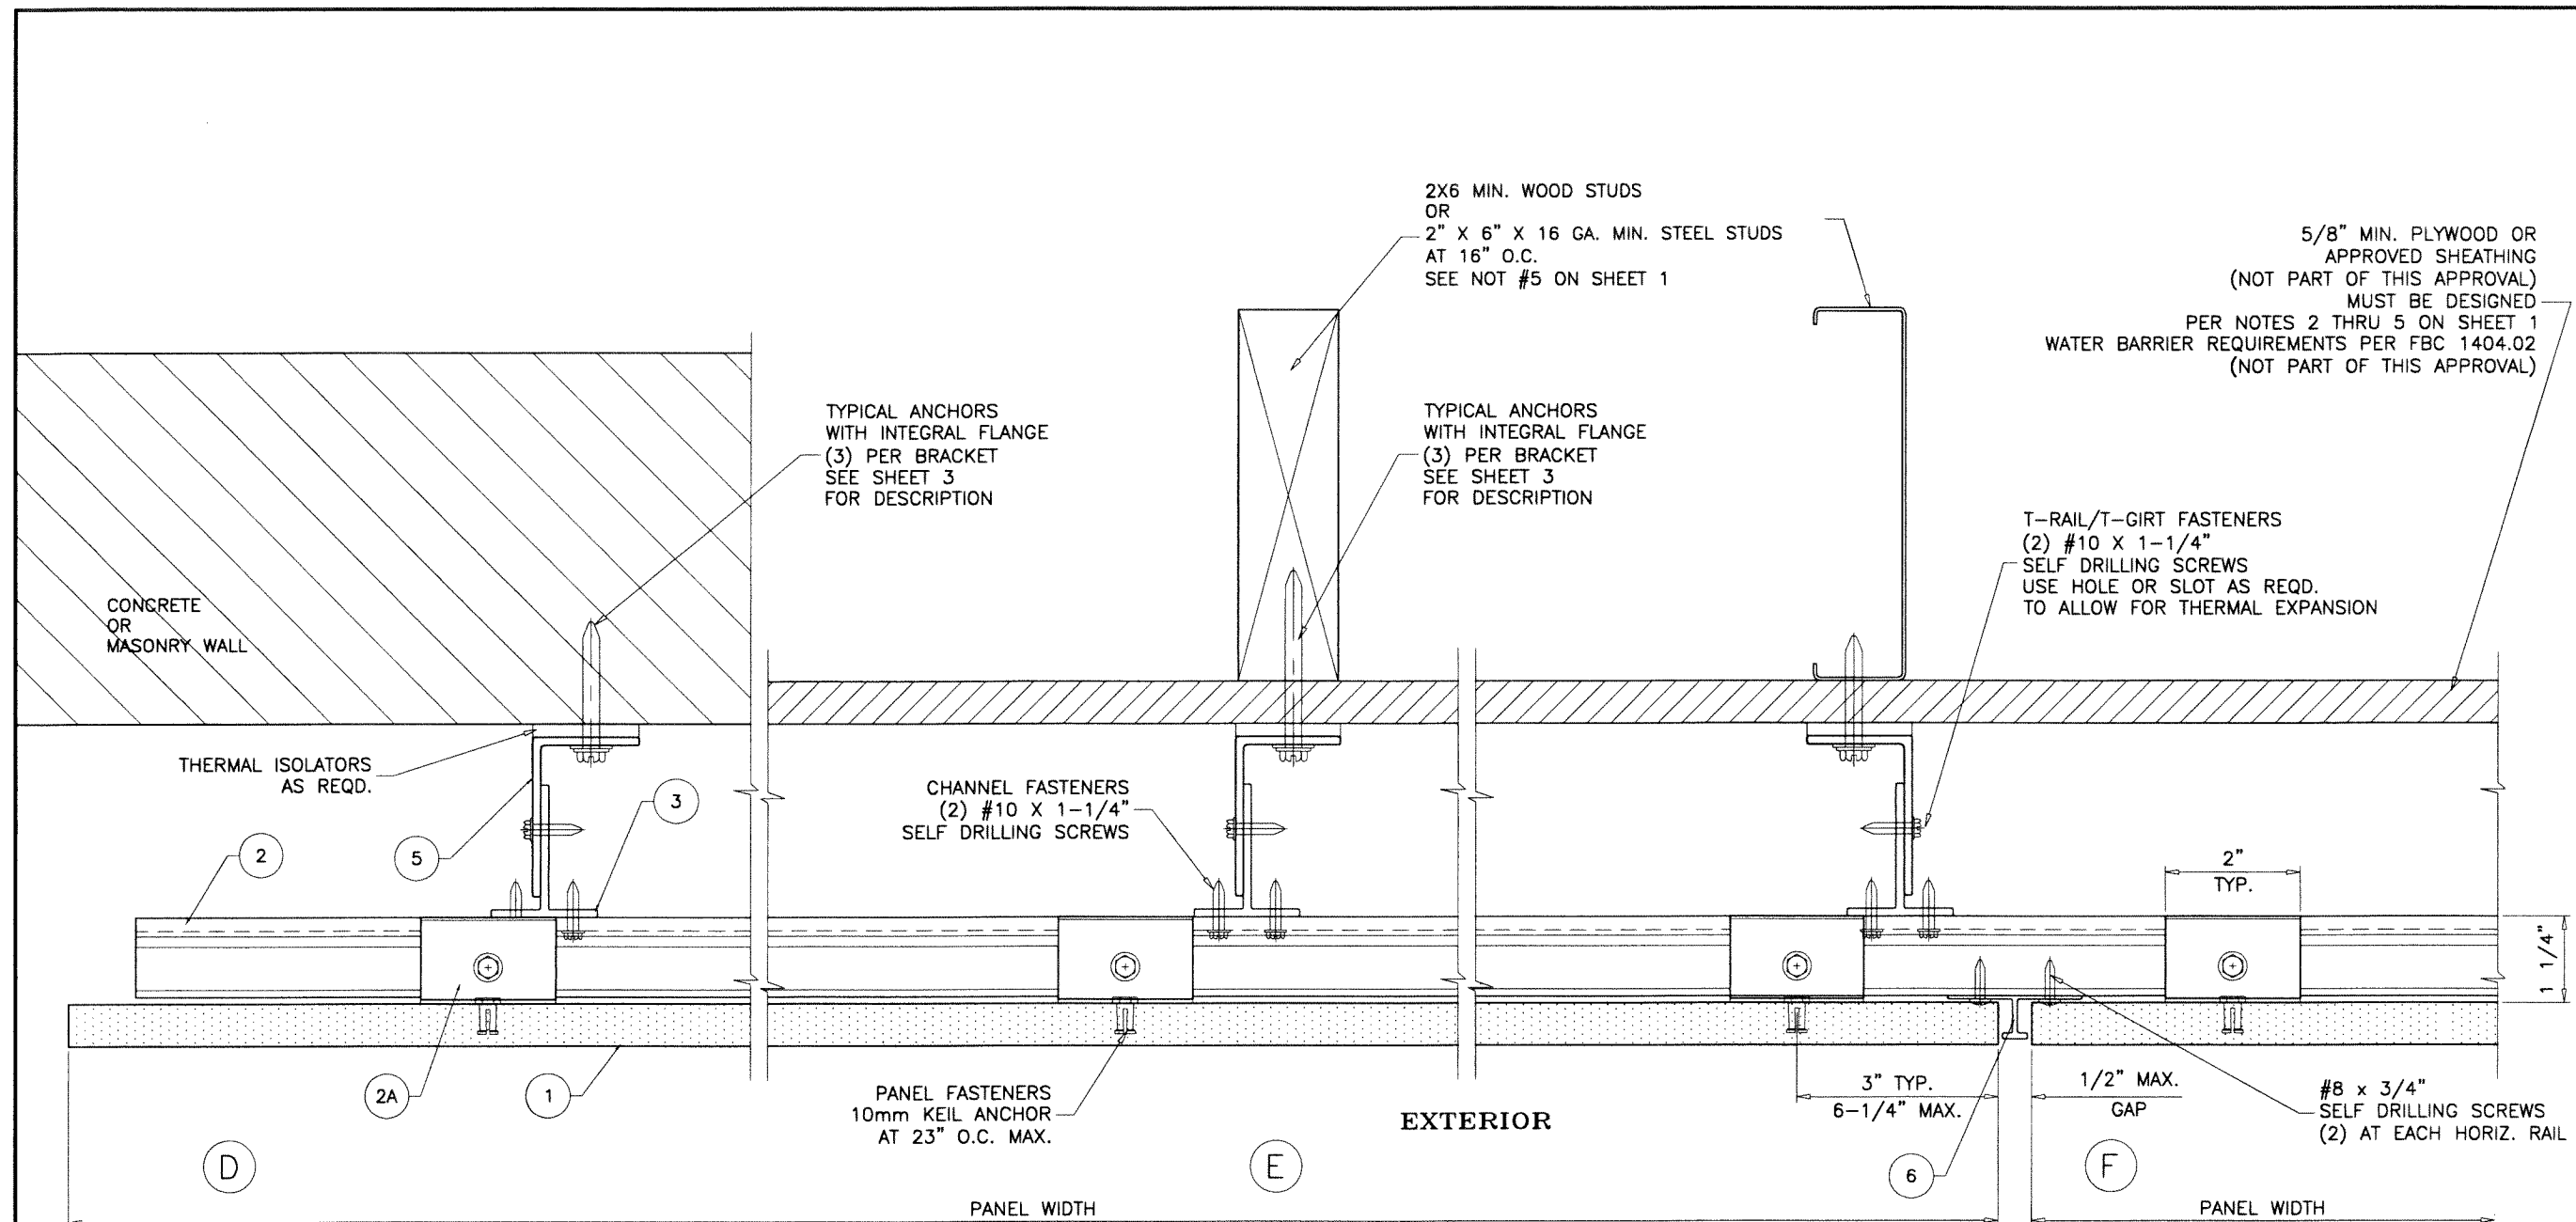 2X6 MIN. WOOD STUDS
OR
2" X 6" X 16 GA. MIN. STEEL STUDS
AT 16" O.C.
SEE NOT #5 ON SHEET 1
5/8" MIN. PLYWOOD OR
APPROVED SHEATHING
(NOT PART OF THIS APPROVAL)
MUST BE DESIGNED
PER NOTES 2 THRU 5 ON SHEET 1
WATER BARRIER REQUIREMENTS PER FBC 1404.02
(NOT PART OF THIS APPROVAL)
TYPICAL ANCHORS
WITH INTEGRAL FLANGE
(3) PER BRACKET
SEE SHEET 3
FOR DESCRIPTION
TYPICAL ANCHORS
WITH INTEGRAL FLANGE
(3) PER BRACKET
SEE SHEET 3
FOR DESCRIPTION
T-RAIL/T-GIRT FASTENERS
(2) #10 X 1-1/4"
SELF DRILLING SCREWS
USE HOLE OR SLOT AS REQD.
TO ALLOW FOR THERMAL EXPANSION
CONCRETE
OR
MASONRY WALL
THERMAL ISOLATORS
AS REQD.
CHANNEL FASTENERS
(2) #10 X 1-1/4"
SELF DRILLING SCREWS
3
2
5
2"
TYP.
1 1/4"
2A
1
PANEL FASTENERS
10mm KEIL ANCHOR
AT 23" O.C. MAX.
EXTERIOR
3" TYP.
6-1/4" MAX.
1/2" MAX.
GAP
#8 x 3/4"
SELF DRILLING SCREWS
(2) AT EACH HORIZ. RAIL
D
E
6
F
PANEL WIDTH
PANEL WIDTH